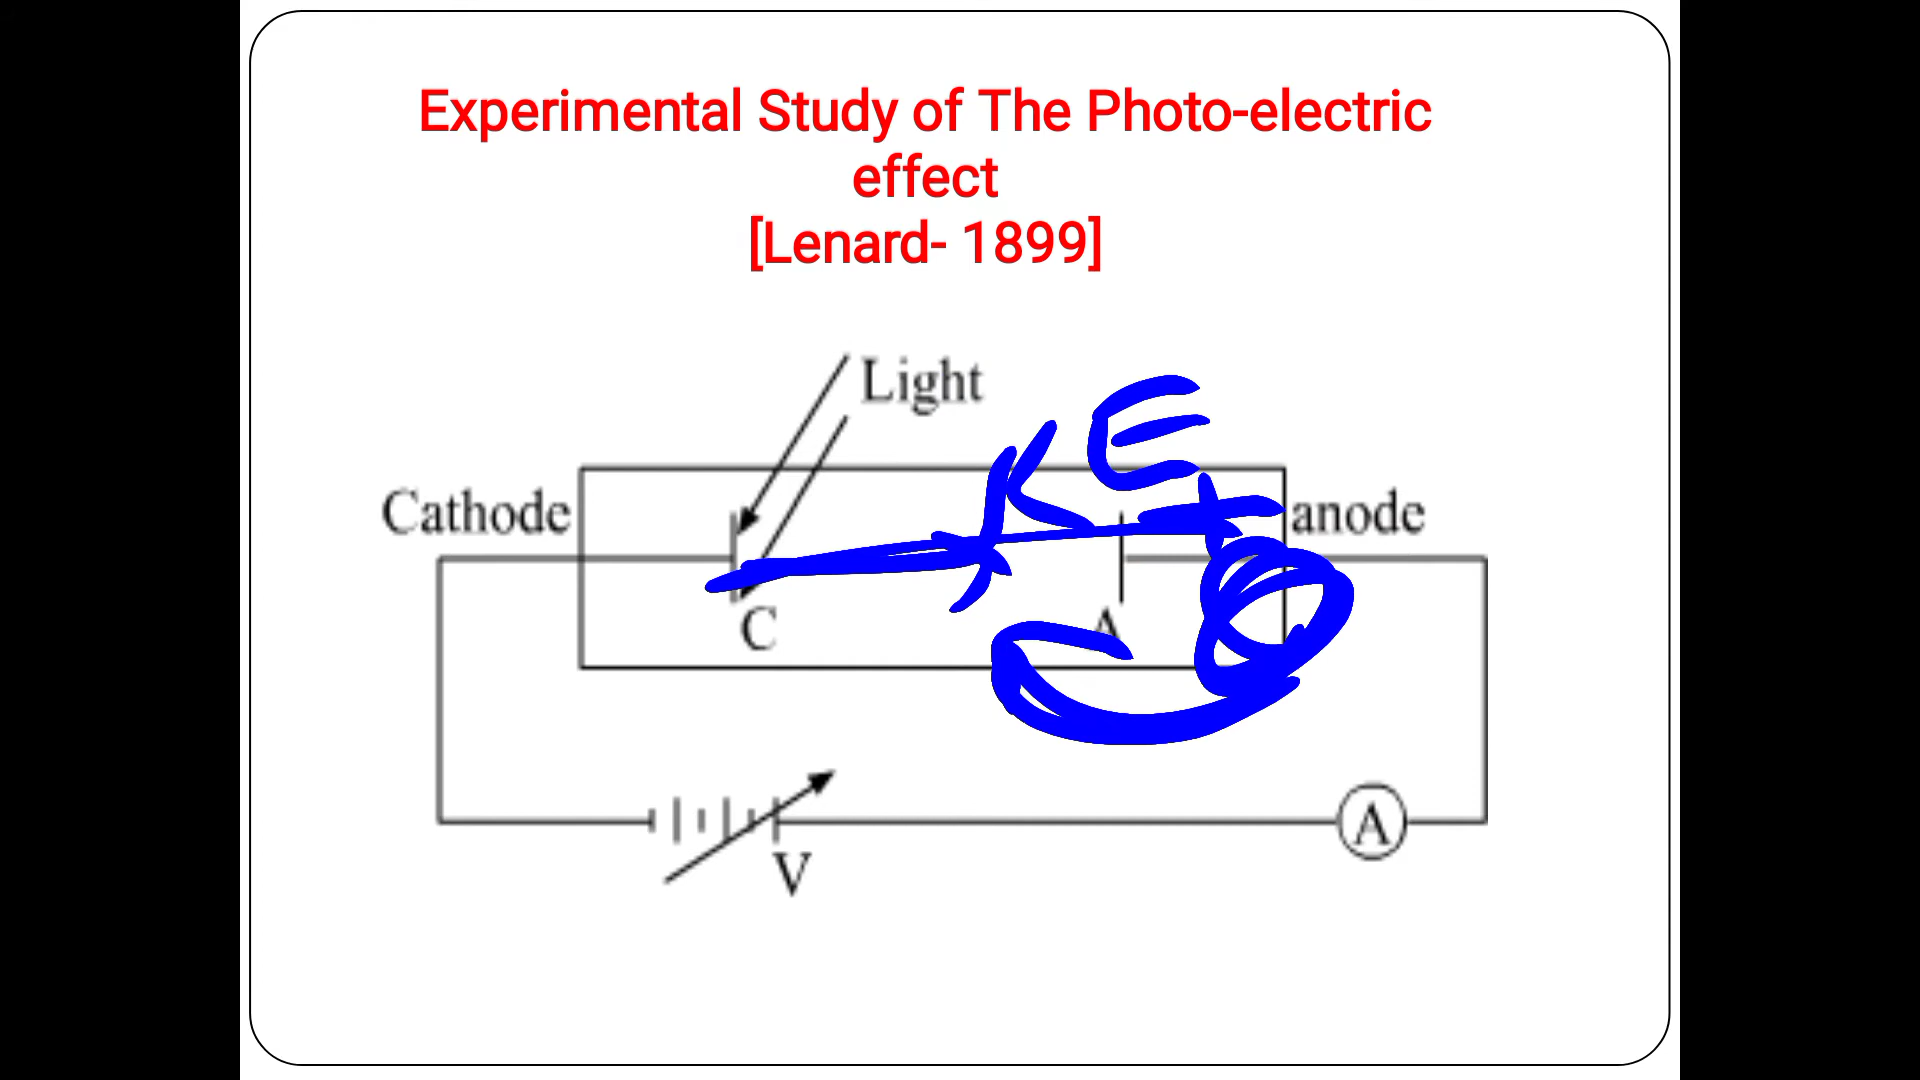 Experimental Study of The Photo-electric
effect
[Lenard- 1899]
Light
KE
Cathode
anode
C
A
V
A